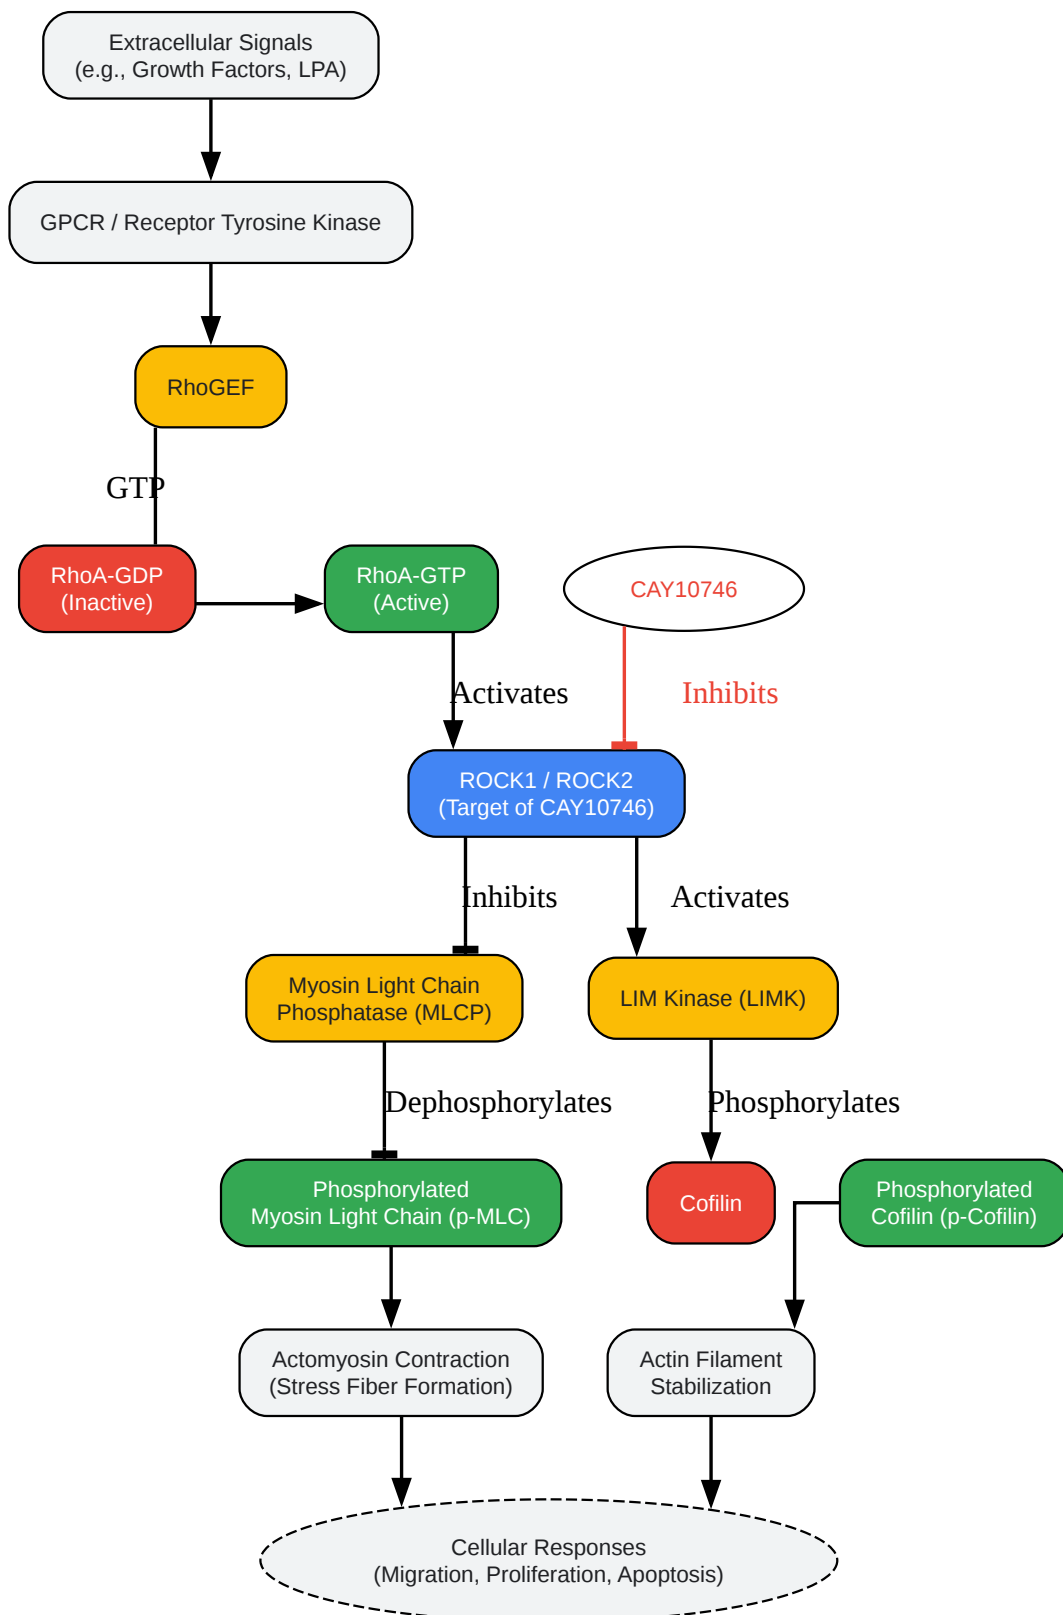 Extracellular Signals
(e.g., Growth Factors, LPA)
GPCR / Receptor Tyrosine Kinase
RhoGEF
GTP
RhoA-GDP
(Inactive)
RhoA-GTP
(Active)
CAY10746
Activates
Inhibits
ROCK1 / ROCK2
(Target of CAY10746)
Inhibits
Activates
Myosin Light Chain
Phosphatase (MLCP)
LIM Kinase (LIMK)
Dephosphorylates
Phosphorylates
Phosphorylated
Myosin Light Chain (p-MLC)
Cofilin
Phosphorylated
Cofilin (p-Cofilin)
Actomyosin Contraction
(Stress Fiber Formation)
Actin Filament
Stabilization
Cellular Responses
(Migration, Proliferation, Apoptosis)